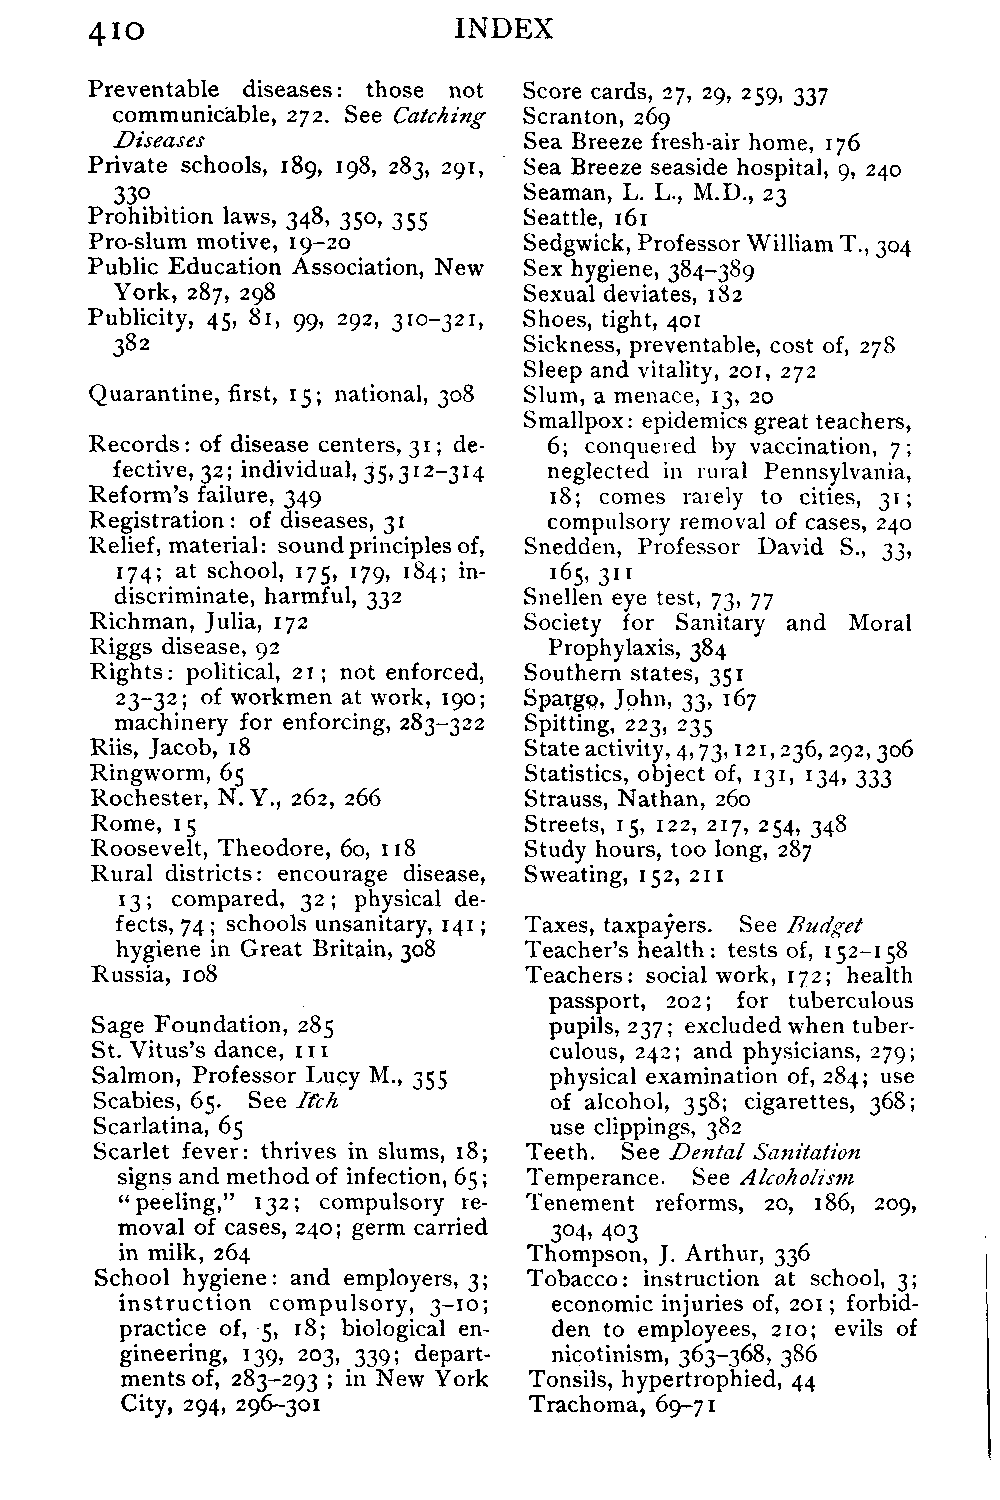 410 INDEX
Preventable diseases: those not
communicable, 272. See Catching
Diseases
Private schools, 189, 198, 283, 291,
330
Prohibition laws, 348, 350, 355
Pro-slum motive, 19–20
Public Education Association, New
York, 287, 298
Publicity, 45, 81, 99, 292, 310–321,
382
Quarantine, first, 15; national, 308
Records: of disease centers, 31; de-
fective, 32; individual, 35, 312–314
Reform's failure, 349
Registration: of diseases, 31
Relief, material: sound principles of,
174; at school, 175, 179, 184; in-
discriminate, harmful, 332
Richman, Julia, 172
Riggs disease, 92
Rights: political, 21; not enforced,
23–32; of workmen at work, 190;
machinery for enforcing, 283–322
Riis, Jacob, 18
Ringworm, 65
Rochester, N. Y., 262, 266
Rome, 15
Roosevelt, Theodore, 60, 118
Rural districts: encourage disease,
13; compared, 32; physical de-
fects, 74; schools unsanitary, 141;
hygiene in Great Britain, 308
Russia, 108
Sage Foundation, 285
St. Vitus's dance, 111
Salmon, Professor Lucy M., 355
Scabies, 65. See Itch
Scarlatina, 65
Scarlet fever: thrives in slums, 18;
signs and method of infection, 65;
"peeling," 132; compulsory re-
moval of cases, 240; germ carried
in milk, 264
School hygiene: and employers, 3;
instruction compulsory, 3–10;
practice of, 5, 18; biological en-
gineering, 139, 203, 339; depart-
ments of, 283–293; in New York
City, 294, 296–301
Score cards, 27, 29, 259, 337
Scranton, 269
Sea Breeze fresh-air home, 176
Sea Breeze seaside hospital, 9, 240
Seaman, L. L., M.D., 23
Seattle, 161
Sedgwick, Professor William T., 304
Sex hygiene, 384–389
Sexual deviates, 182
Shoes, tight, 401
Sickness, preventable, cost of, 278
Sleep and vitality, 201, 272
Slum, a menace, 13, 20
Smallpox: epidemics great teachers,
6; conquered by vaccination, 7;
neglected in rural Pennsylvania,
18; comes rarely to cities, 31;
compulsory removal of cases, 240
Snedden, Professor David S., 33,
165, 311
Snellen eye test, 73, 77
Society for Sanitary and Moral
Prophylaxis, 384
Southern states, 351
Spargo, John, 33, 167
Spitting, 223, 235
State activity, 4, 73, 121, 236, 292, 306
Statistics, object of, 131, 134, 333
Strauss, Nathan, 260
Streets, 15, 122, 217, 254, 348
Study hours, too long, 287
Sweating, 152, 211
Taxes, taxpayers. See Budget
Teacher's health: tests of, 152–158
Teachers: social work, 172; health
passport, 202; for tuberculous
pupils, 237; excluded when tuber-
culous, 242; and physicians, 279;
physical examination of, 284; use
of alcohol, 358; cigarettes, 368;
use clippings, 382
Teeth. See Dental Sanitation
Temperance. See Alcoholism
Tenement reforms, 20, 186, 209,
304, 403
Thompson, J. Arthur, 336
Tobacco: instruction at school, 3;
economic injuries of, 201; forbid-
den to employees, 210; evils of
nicotinism, 363–368, 386
Tonsils, hypertrophied, 44
Trachoma, 69–71